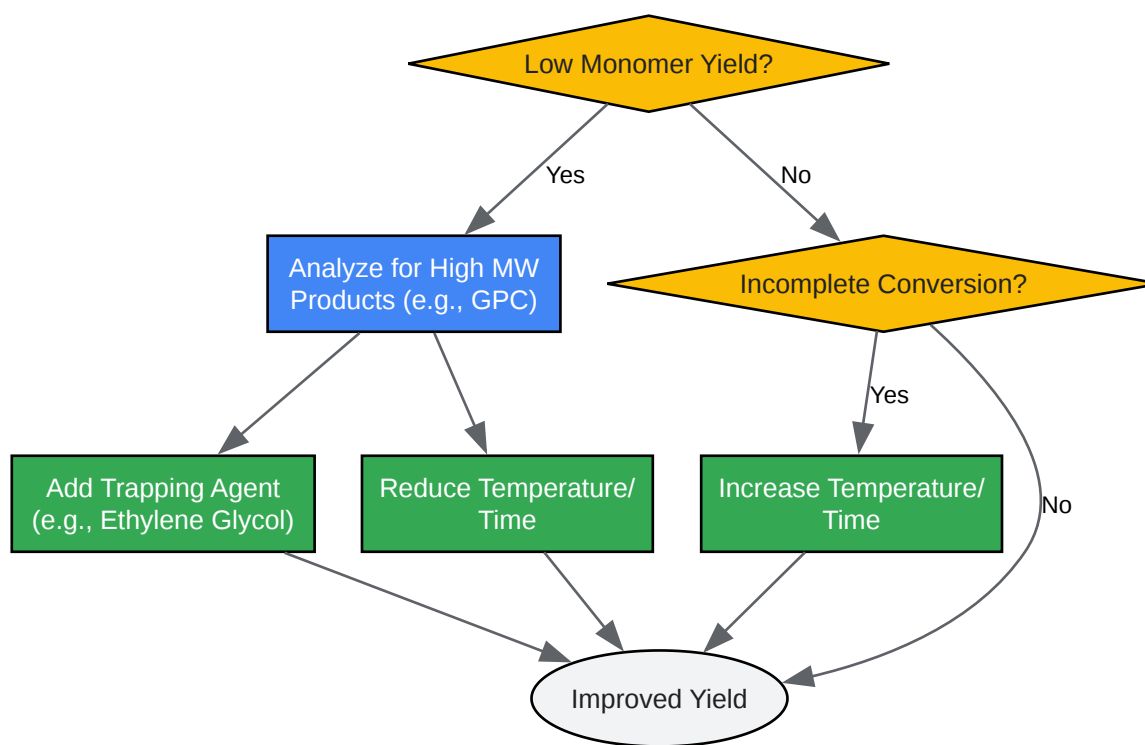 Low Monomer Yield?
Yes
No
Analyze for High MW
Products (e.g., GPC)
Incomplete Conversion?
Yes
No
Add Trapping Agent
(e.g., Ethylene Glycol)
Reduce Temperature/
Time
Increase Temperature/
Time
Improved Yield